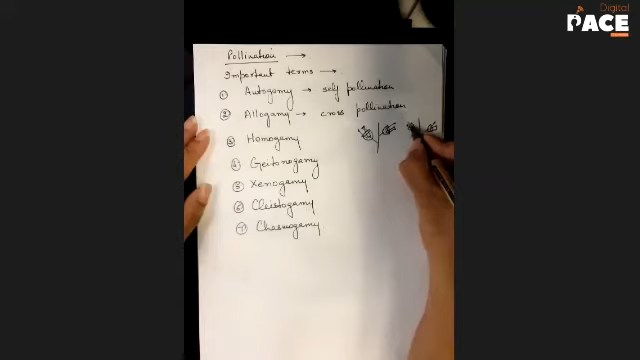 Digital
PACE
Pollination →
Important terms →
① Autogamy → self pollination
② Allogamy → cross pollination
③ Homogamy
④ Geitonogamy
⑤ Xenogamy
⑥ Cleistogamy
⑦ Chasmogamy